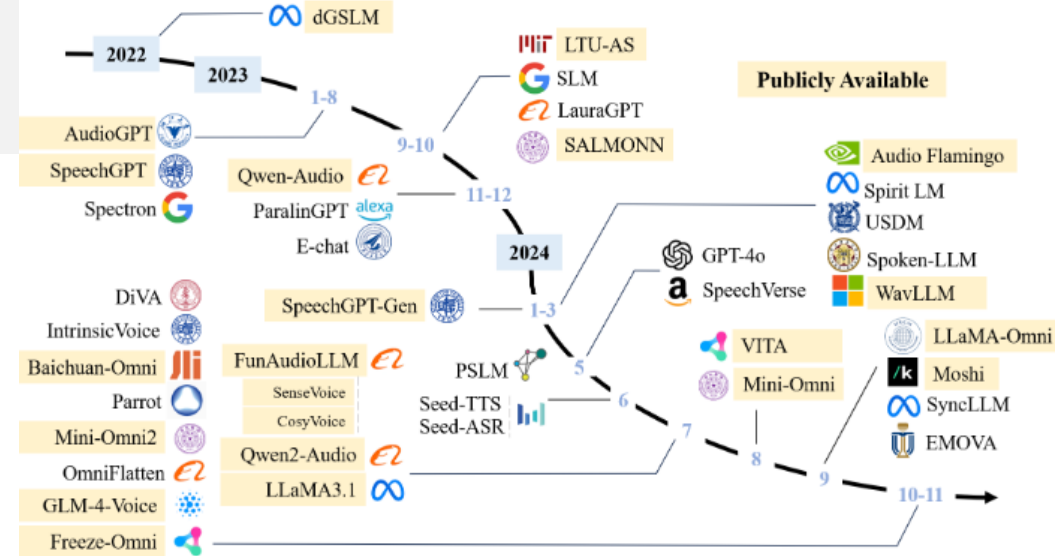 dGSLM
2022
2023
1-8
AudioGPT
SpeechGPT
Spectron
MiT
LTU-AS
SLM
LauraGPT
SALMONN
9-10
Publicly Available
Qwen-Audio
ParalinGPT
alexa
E-chat
11-12
2024
Audio Flamingo
Spirit LM
USDM
Spoken-LLM
WavLLM
SpeechGPT-Gen
1-3
GPT-4o
a
SpeechVerse
5
DiVA
IntrinsicVoice
Baichuan-Omni
Parrot
Mini-Omni2
OmniFlatten
GLM-4-Voice
Freeze-Omni
FunAudioLLM
SenseVoice
CosyVoice
Qwen2-Audio
LLaMA3.1
PSLM
Seed-TTS
Seed-ASR
6
7
VITA
Mini-Omni
8
LLaMA-Omni
/k
Moshi
SyncLLM
EMOVA
9
10-11